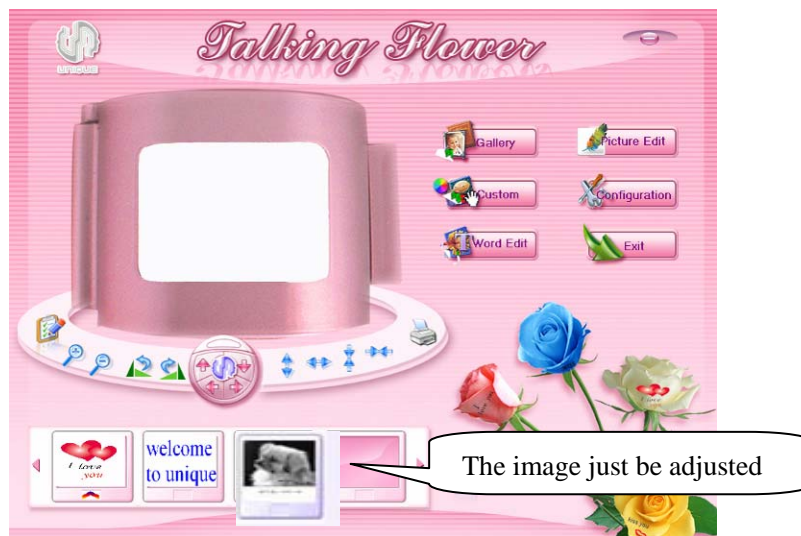 Talking Flower
Gallery
Picture Edit
Custom
Configuration
Word Edit
Exit
I love
you
welcome
to unique
The image just be adjusted